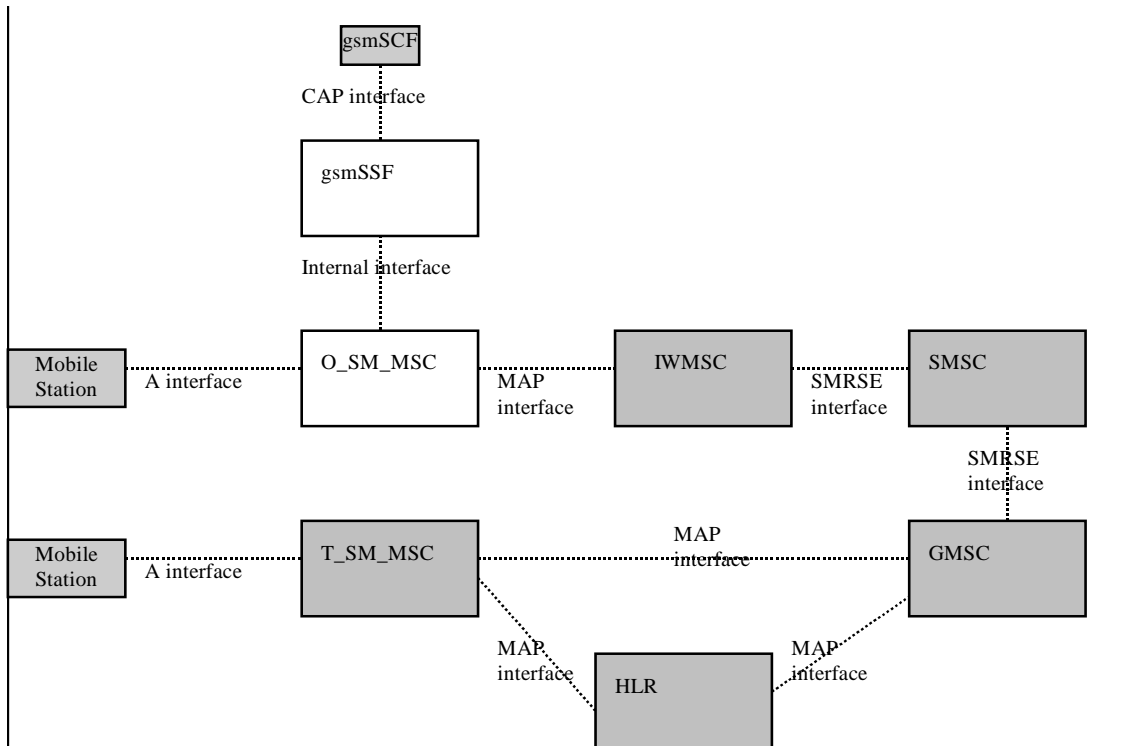 gsmSCF
CAP interface
gsmSSF
Internal interface
Mobile
Station
A interface
O_SM_MSC
MAP
interface
IWMSC
SMRSE
interface
SMSC
SMRSE
interface
Mobile
Station
A interface
T_SM_MSC
MAP
interface
GMSC
MAP
interface
HLR
MAP
interface